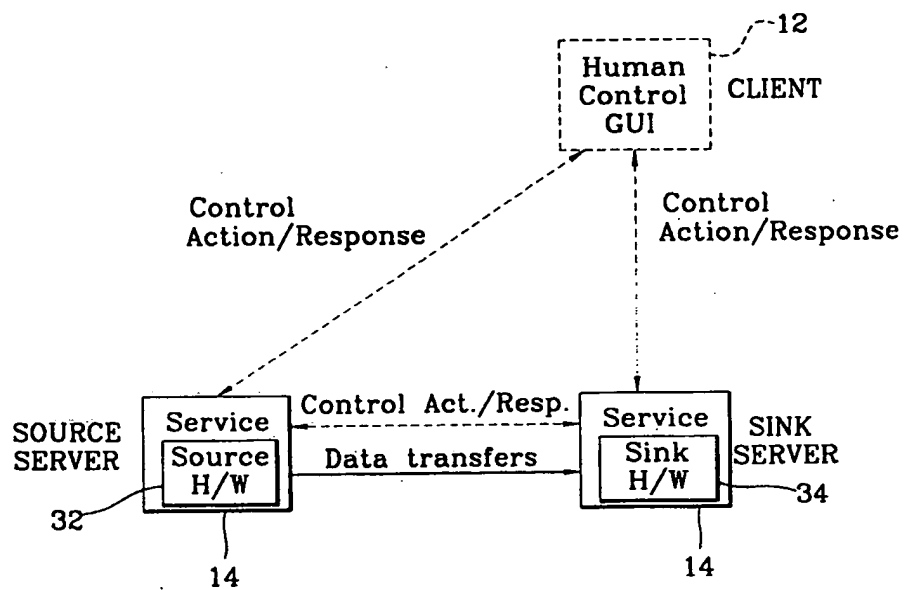 12
Human
Control
GUI
CLIENT
Control
Action/Response
Control
Action/Response
Control Act./Resp.
SOURCE
SERVER
Service
Source
H/W
Data transfers
Service
Sink
H/W
SINK
SERVER
32
34
14
14